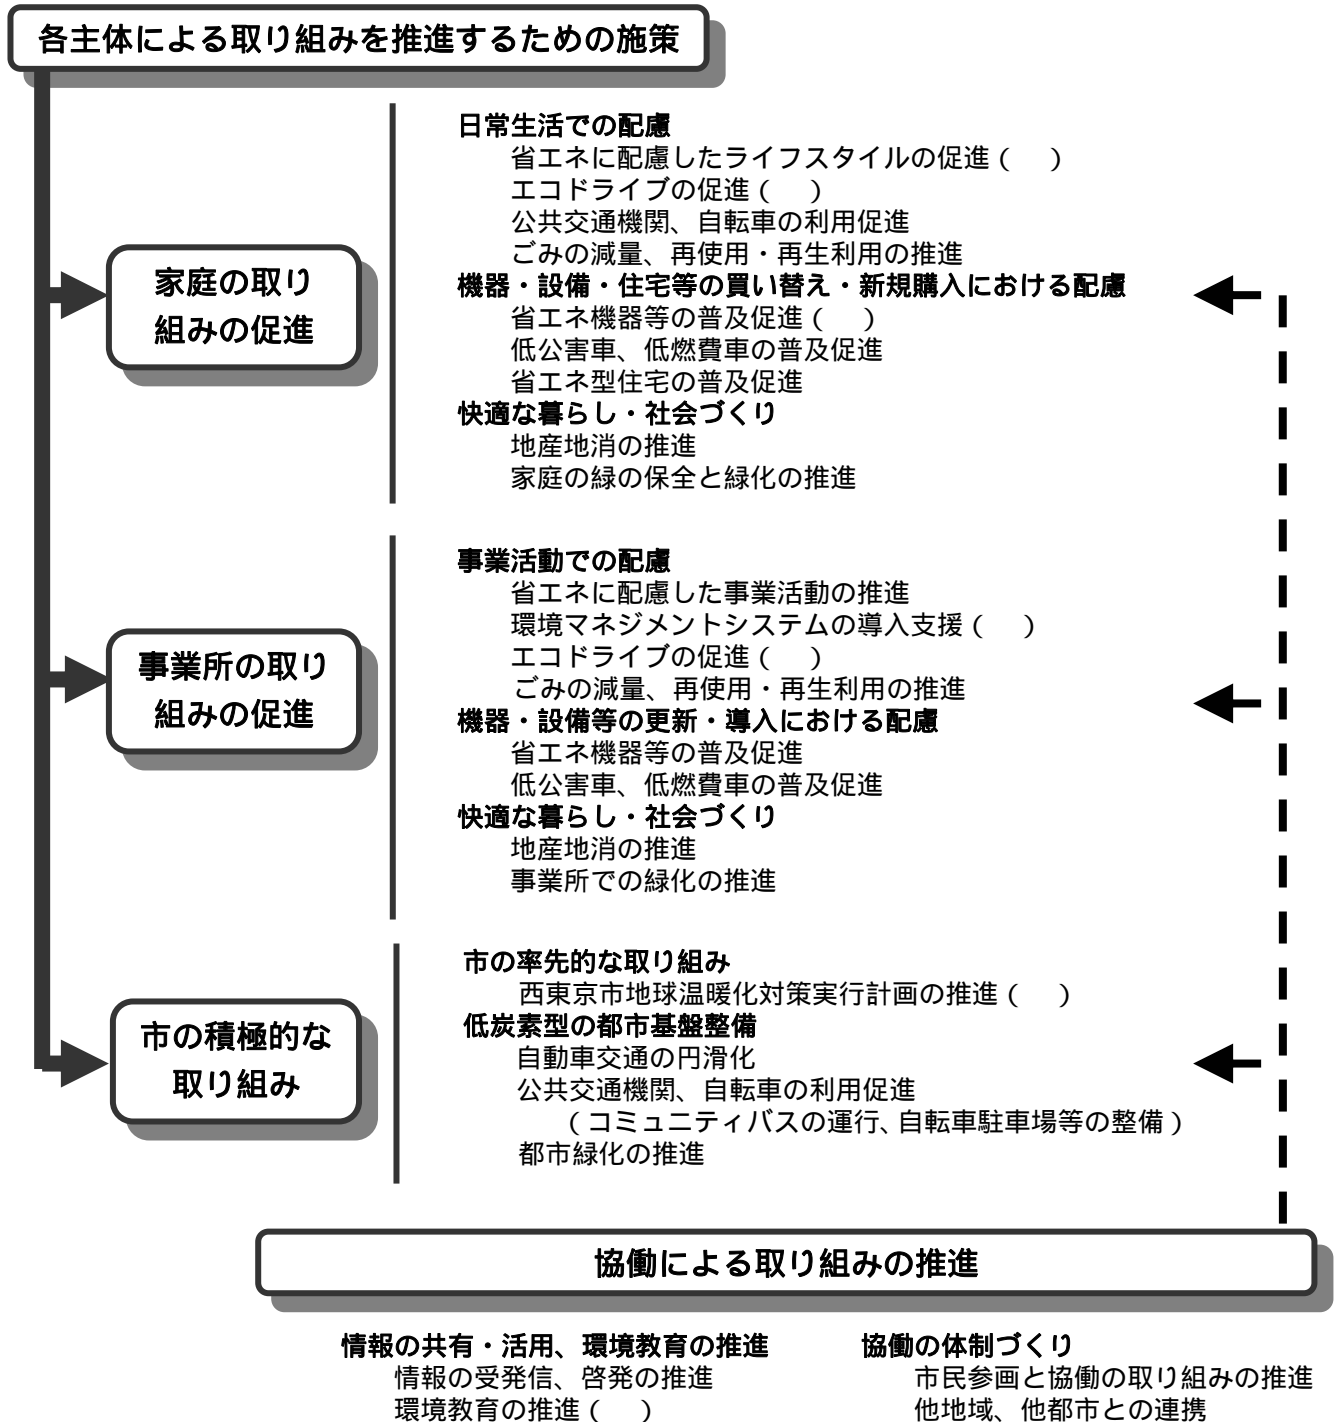 各主体による取り組みを推進するための施策
家庭の取り
組みの促進
日常生活での配慮
省エネに配慮したライフスタイルの促進（　）
エコドライブの促進（　）
公共交通機関、自転車の利用促進
ごみの減量、再使用・再生利用の推進
機器・設備・住宅等の買い替え・新規購入における配慮
省エネ機器等の普及促進（　）
低公害車、低燃費車の普及促進
省エネ型住宅の普及促進
快適な暮らし・社会づくり
地産地消の推進
家庭の緑の保全と緑化の推進
事業所の取り
組みの促進
事業活動での配慮
省エネに配慮した事業活動の推進
環境マネジメントシステムの導入支援（　）
エコドライブの促進（　）
ごみの減量、再使用・再生利用の推進
機器・設備等の更新・導入における配慮
省エネ機器等の普及促進
低公害車、低燃費車の普及促進
快適な暮らし・社会づくり
地産地消の推進
事業所での緑化の推進
市の積極的な
取り組み
市の率先的な取り組み
西東京市地球温暖化対策実行計画の推進（　）
低炭素型の都市基盤整備
自動車交通の円滑化
公共交通機関、自転車の利用促進
（コミュニティバスの運行、自転車駐車場等の整備）
都市緑化の推進
協働による取り組みの推進
情報の共有・活用、環境教育の推進
情報の受発信、啓発の推進
環境教育の推進（　）
協働の体制づくり
市民参画と協働の取り組みの推進
他地域、他都市との連携